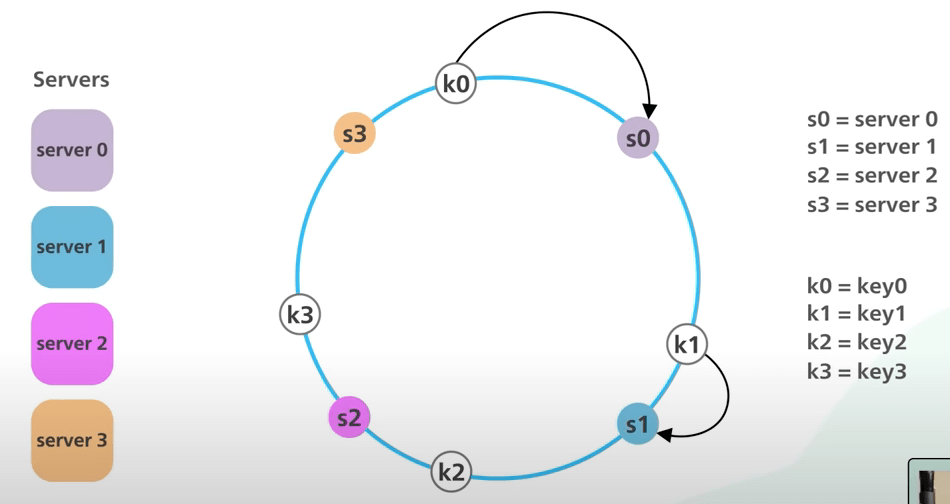 Servers
server 0
server 1
server 2
server 3
k0
s3
s0
k3
k1
s2
s1
k2
s0 = server 0
s1 = server 1
s2 = server 2
s3 = server 3
k0 = key0
k1 = key1
k2 = key2
k3 = key3